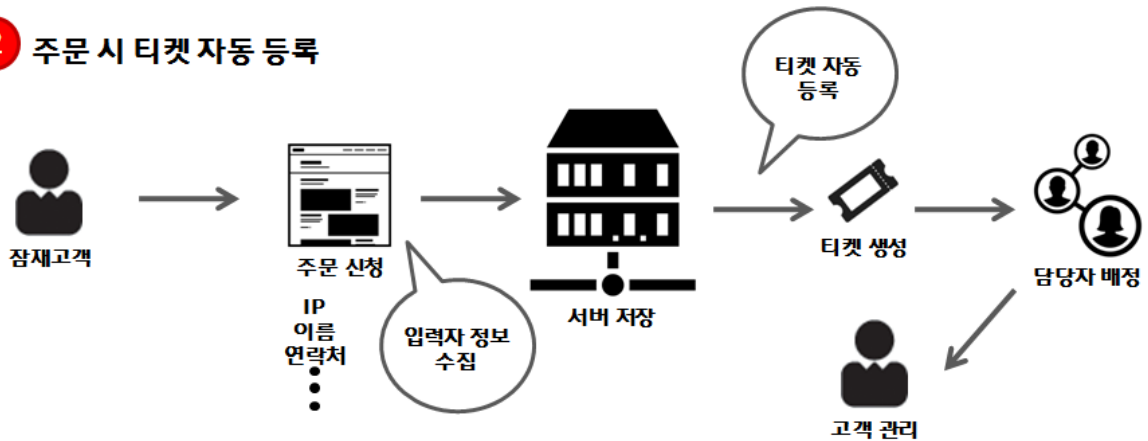 2 주문 시 티켓 자동 등록
티켓 자동
등록
잠재고객
주문 신청
IP
이름
연락처
입력자 정보
수집
서버 저장
티켓 생성
담당자 배정
고객 관리